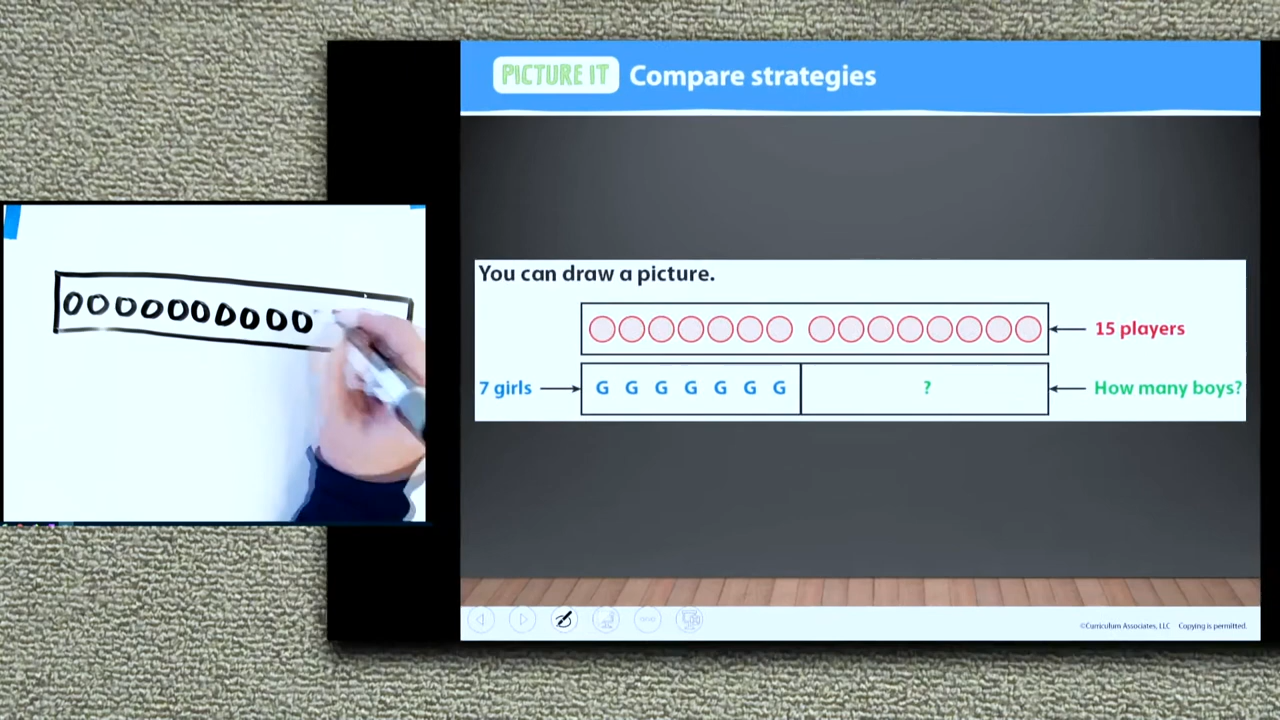 PICTURE IT Compare strategies
You can draw a picture.
15 players
7 girls G G G G G G G ? How many boys?
©Curriculum Associates, LLC Copying is permitted.